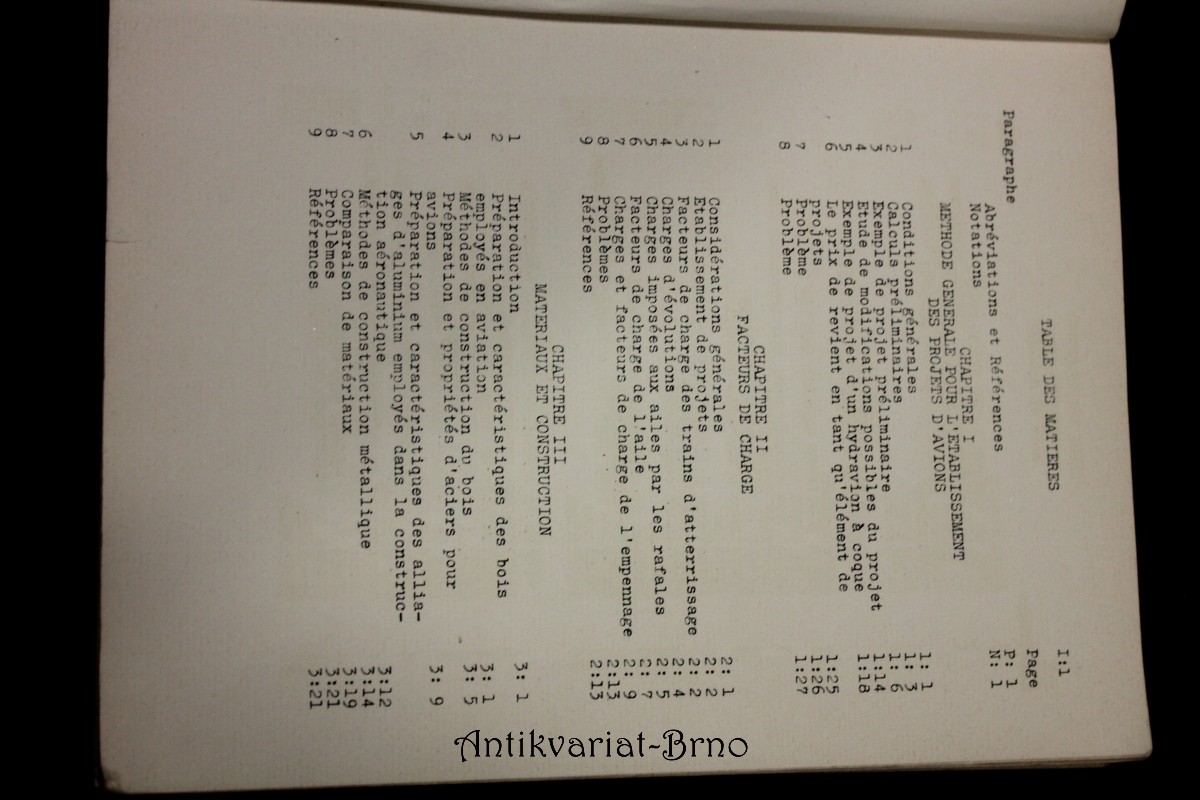 I:1
TABLE DES MATIERES
Paragraphe Page
Abréviations et Références P: 1
Notations N: 1
CHAPITRE I
METHODE GENERALE POUR L'ETABLISSEMENT
DES PROJETS D'AVIONS
1 Conditions générales 1: 1
2 Calculs préliminaires 1: 3
3 Exemple de projet préliminaire 1: 6
4 Etude de modifications possibles du projet 1:14
5 Exemple de projet d'un hydravion à coque 1:18
6 Le prix de revient en tant qu'élément de
projets 1:25
7 Problème 1:26
8 Problème 1:27
CHAPITRE II
FACTEURS DE CHARGE
1 Considérations générales 2: 1
2 Etablissement de projets 2: 2
3 Facteurs de charge des trains d'atterrissage 2: 2
4 Charges d'évolutions 2: 4
5 Charges imposées aux ailes par les rafales 2: 5
6 Facteurs de charge de l'aile 2: 7
7 Charges et facteurs de charge de l'empennage 2: 9
8 Problèmes 2:13
9 Références 2:13
CHAPITRE III
MATERIAUX ET CONSTRUCTION
1 Introduction 3: 1
2 Préparation et caractéristiques des bois
employés en aviation 3: 1
3 Méthodes de construction du bois 3: 5
4 Préparation et propriétés d'aciers pour
avions 3: 9
5 Préparation et caractéristiques des allia-
ges d'aluminium employés dans la construc-
tion aéronautique 3:12
6 Méthodes de construction métallique 3:14
7 Comparaison de matériaux 3:19
8 Problèmes 3:21
9 Références 3:21
Antikvariat-Brno